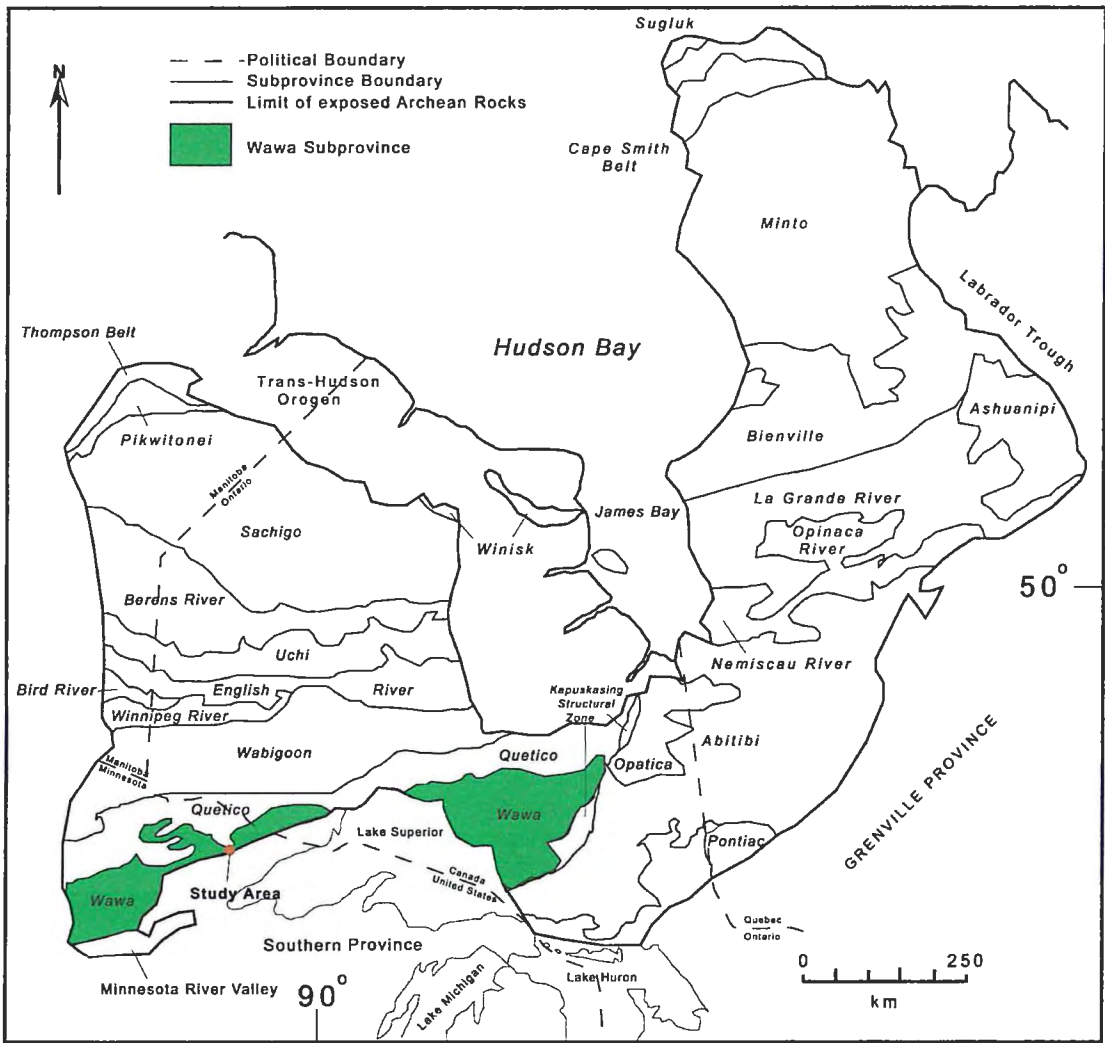 Sugluk
N
Political Boundary
Subprovince Boundary
Limit of exposed Archean Rocks
Wawa Subprovince
Cape Smith
Belt
Minto
Labrador Trough
Hudson Bay
Thompson Belt
Trans-Hudson
Orogen
Pikwitonei
Ashuanipi
Bienville
Manitoba
Ontario
La Grande River
Sachigo
Winisk
James Bay
Opinaca
River
50°
Berens River
Uchi
Nemiscau River
Bird River
English
River
Kapuskasing
Structural
Zone
Winnipeg River
Wabigoon
Quetico
Abitibi
Opatica
Manitoba
Minnesota
GRENVILLE PROVINCE
Quetico
Wawa
Lake Superior
Pontiac
Canada
United States
Wawa
Study Area
Quebec
Ontario
Southern Province
Minnesota River Valley
90°
Lake Michigan
Lake Huron
0
250
km